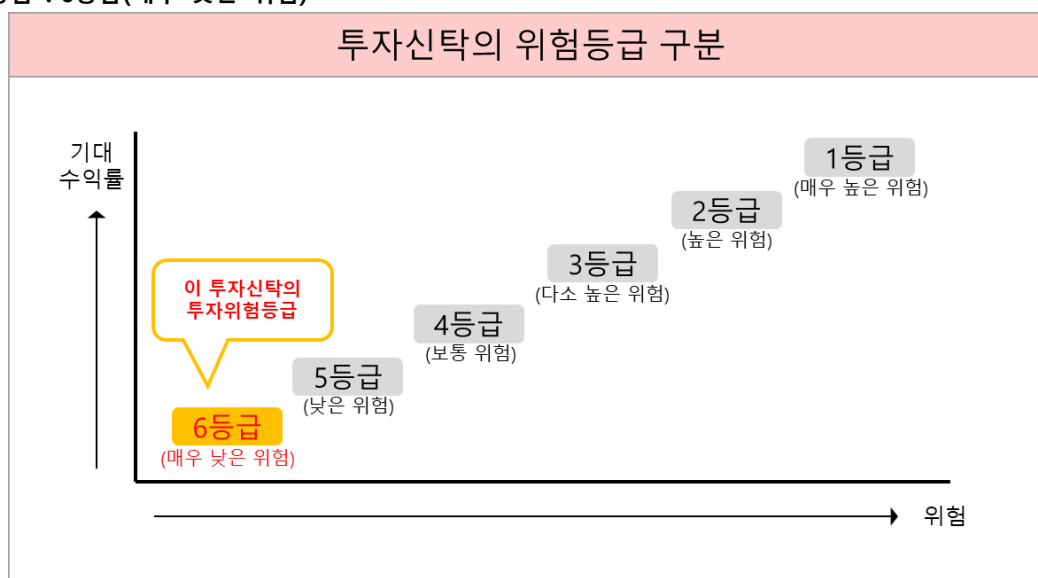 투자신탁의 위험등급 구분
기대
수익률
1등급
(매우 높은 위험)
2등급
(높은 위험)
3등급
(다소 높은 위험)
이 투자신탁의
투자위험등급
4등급
(보통 위험)
5등급
(낮은 위험)
6등급
(매우 낮은 위험)
위험